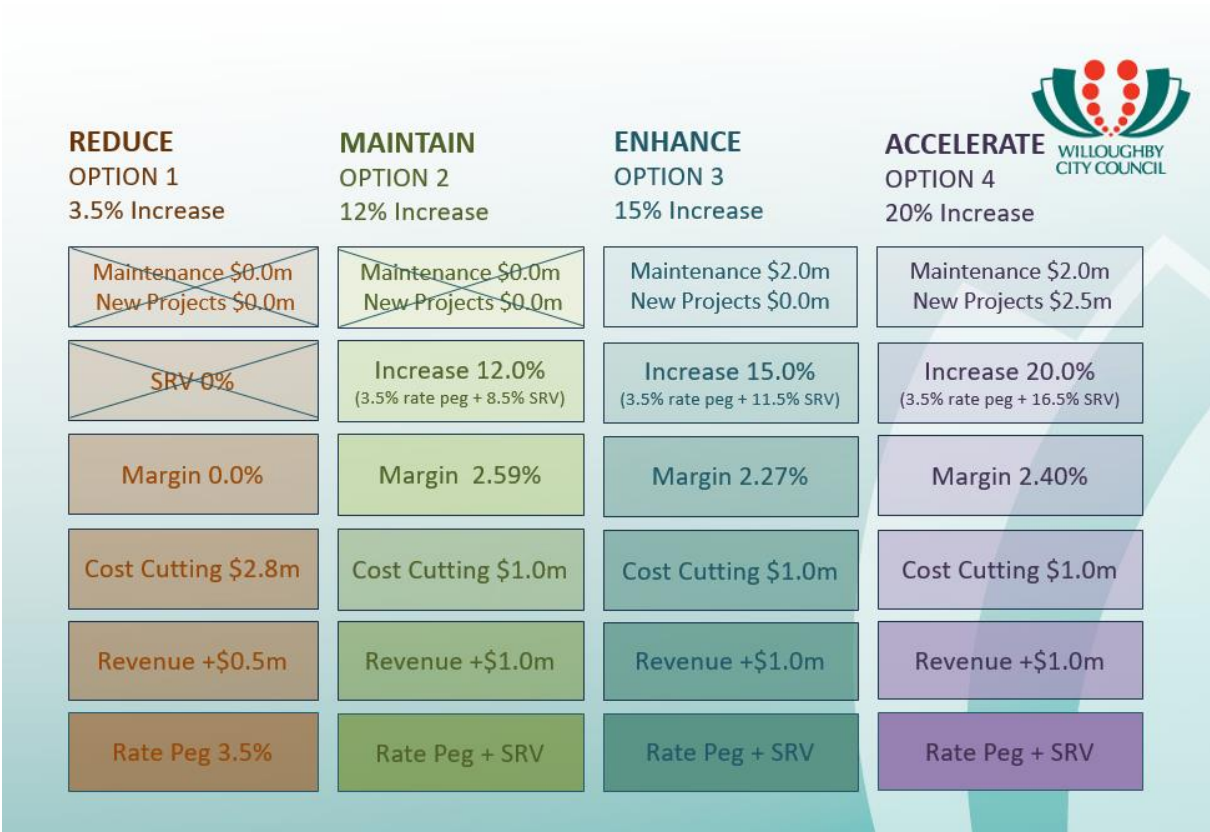 WILLOUGHBY
CITY COUNCIL
REDUCE
OPTION 1
3.5% Increase
Maintenance $0.0m
New Projects $0.0m
SRV 0%
Margin 0.0%
Cost Cutting $2.8m
Revenue +$0.5m
Rate Peg 3.5%
MAINTAIN
OPTION 2
12% Increase
Maintenance $0.0m
New Projects $0.0m
Increase 12.0%
(3.5% rate peg + 8.5% SRV)
Margin 2.59%
Cost Cutting $1.0m
Revenue +$1.0m
Rate Peg + SRV
ENHANCE
OPTION 3
15% Increase
Maintenance $2.0m
New Projects $0.0m
Increase 15.0%
(3.5% rate peg + 11.5% SRV)
Margin 2.27%
Cost Cutting $1.0m
Revenue +$1.0m
Rate Peg + SRV
ACCELERATE
OPTION 4
20% Increase
Maintenance $2.0m
New Projects $2.5m
Increase 20.0%
(3.5% rate peg + 16.5% SRV)
Margin 2.40%
Cost Cutting $1.0m
Revenue +$1.0m
Rate Peg + SRV